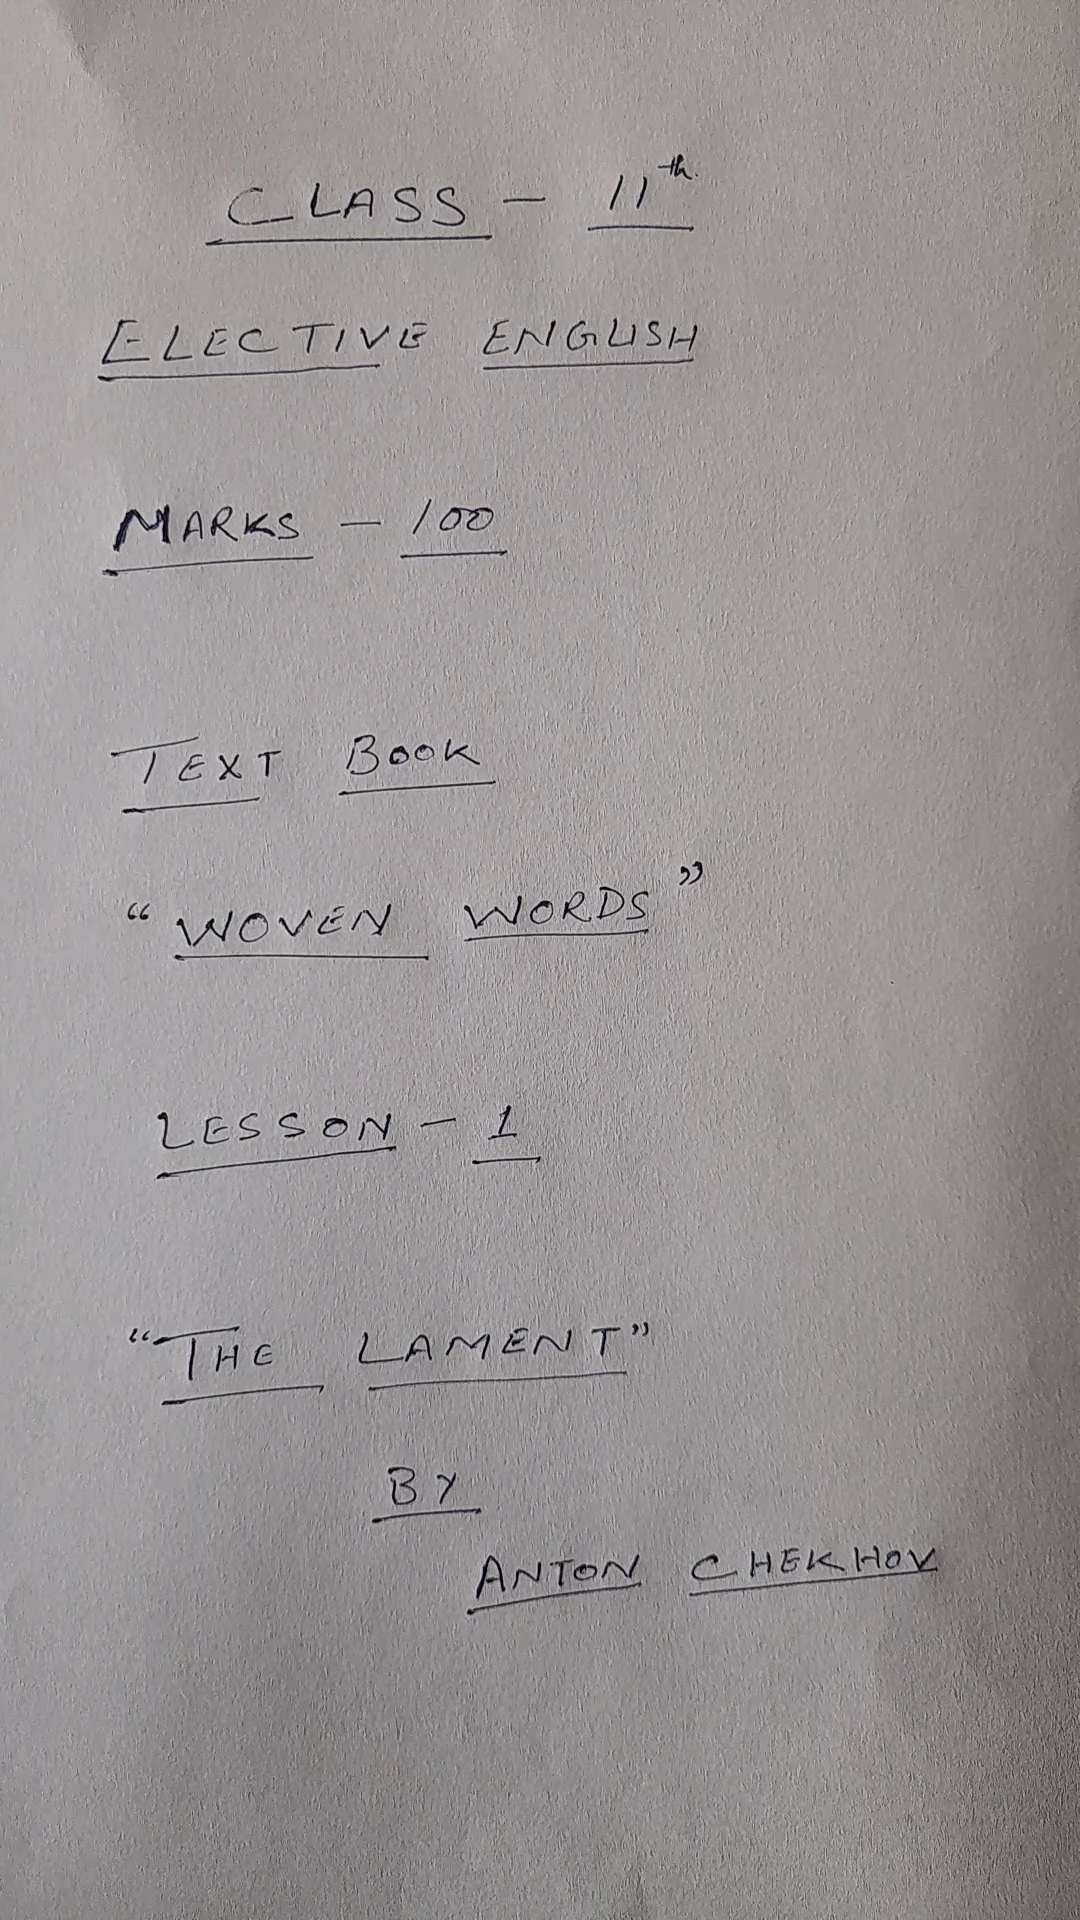 CLASS - 11th.
ELECTIVE ENGLISH
MARKS - 100
TEXT BOOK
“WOVEN WORDS”
LESSON - 1
“THE LAMENT”
BY
ANTON CHEKHOV